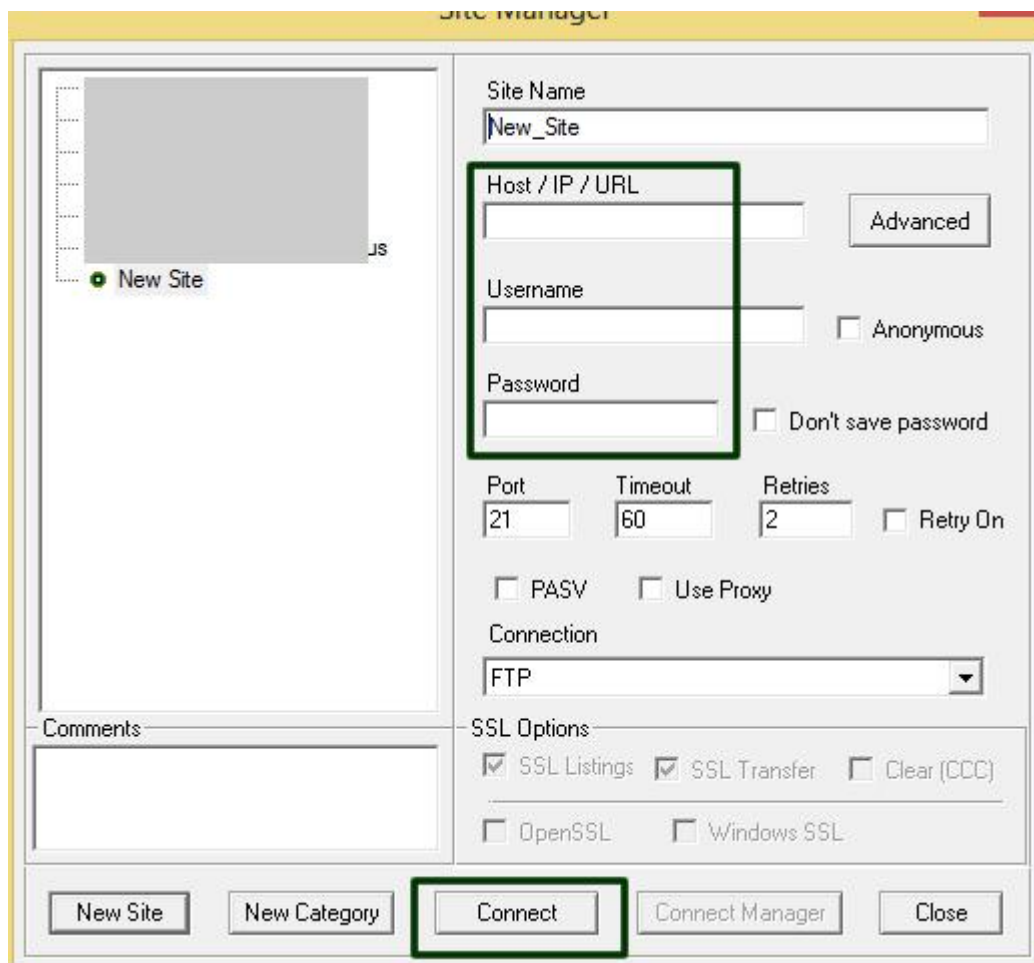 Site Manager
us
New Site
Site Name
New_Site
Host / IP / URL
Advanced
Username
Anonymous
Password
Don't save password
Port Timeout Retries
21 60 2 Retry On
PASV Use Proxy
Connection
FTP
Comments
SSL Options
SSL Listings SSL Transfer Clear (CCC)
OpenSSL Windows SSL
New Site New Category Connect Connect Manager Close